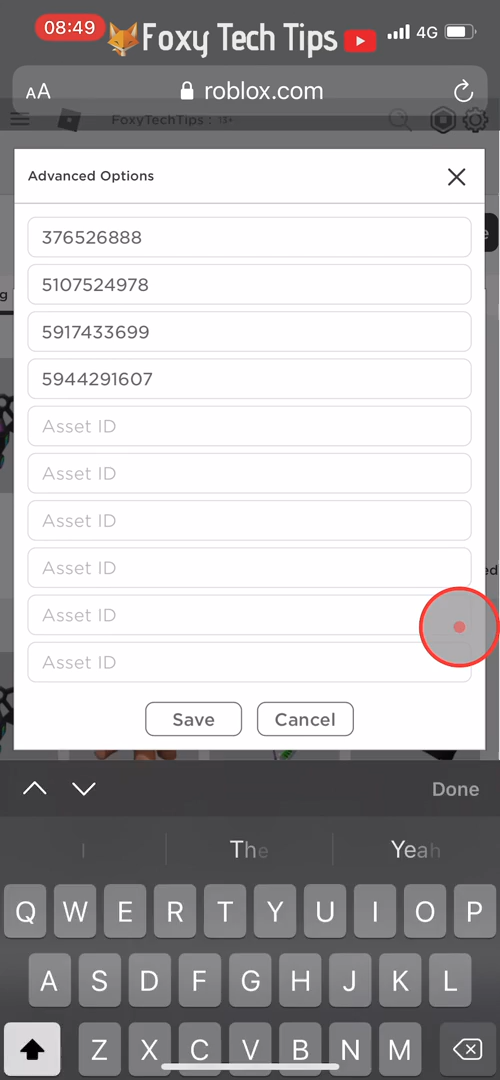 08:49
Foxy Tech Tips
4G
AA
roblox.com
FoxyTechTips : 13+
Advanced Options
376526888
5107524978
5917433699
5944291607
Asset ID
Asset ID
Asset ID
Asset ID
Asset ID
Asset ID
Save Cancel
Done
I The Yeah
Q W E R T Y U I O P
A S D F G H J K L
Z X C V B N M